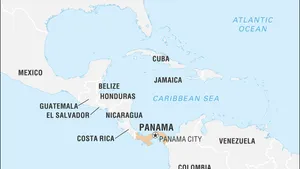 ATLANTIC
OCEAN
MEXICO
CUBA
BELIZE
HONDURAS
JAMAICA
GUATEMALA
EL SALVADOR
NICARAGUA
CARIBBEAN SEA
COSTA RICA
PANAMA
PANAMA CITY
VENEZUELA
COLOMBIA